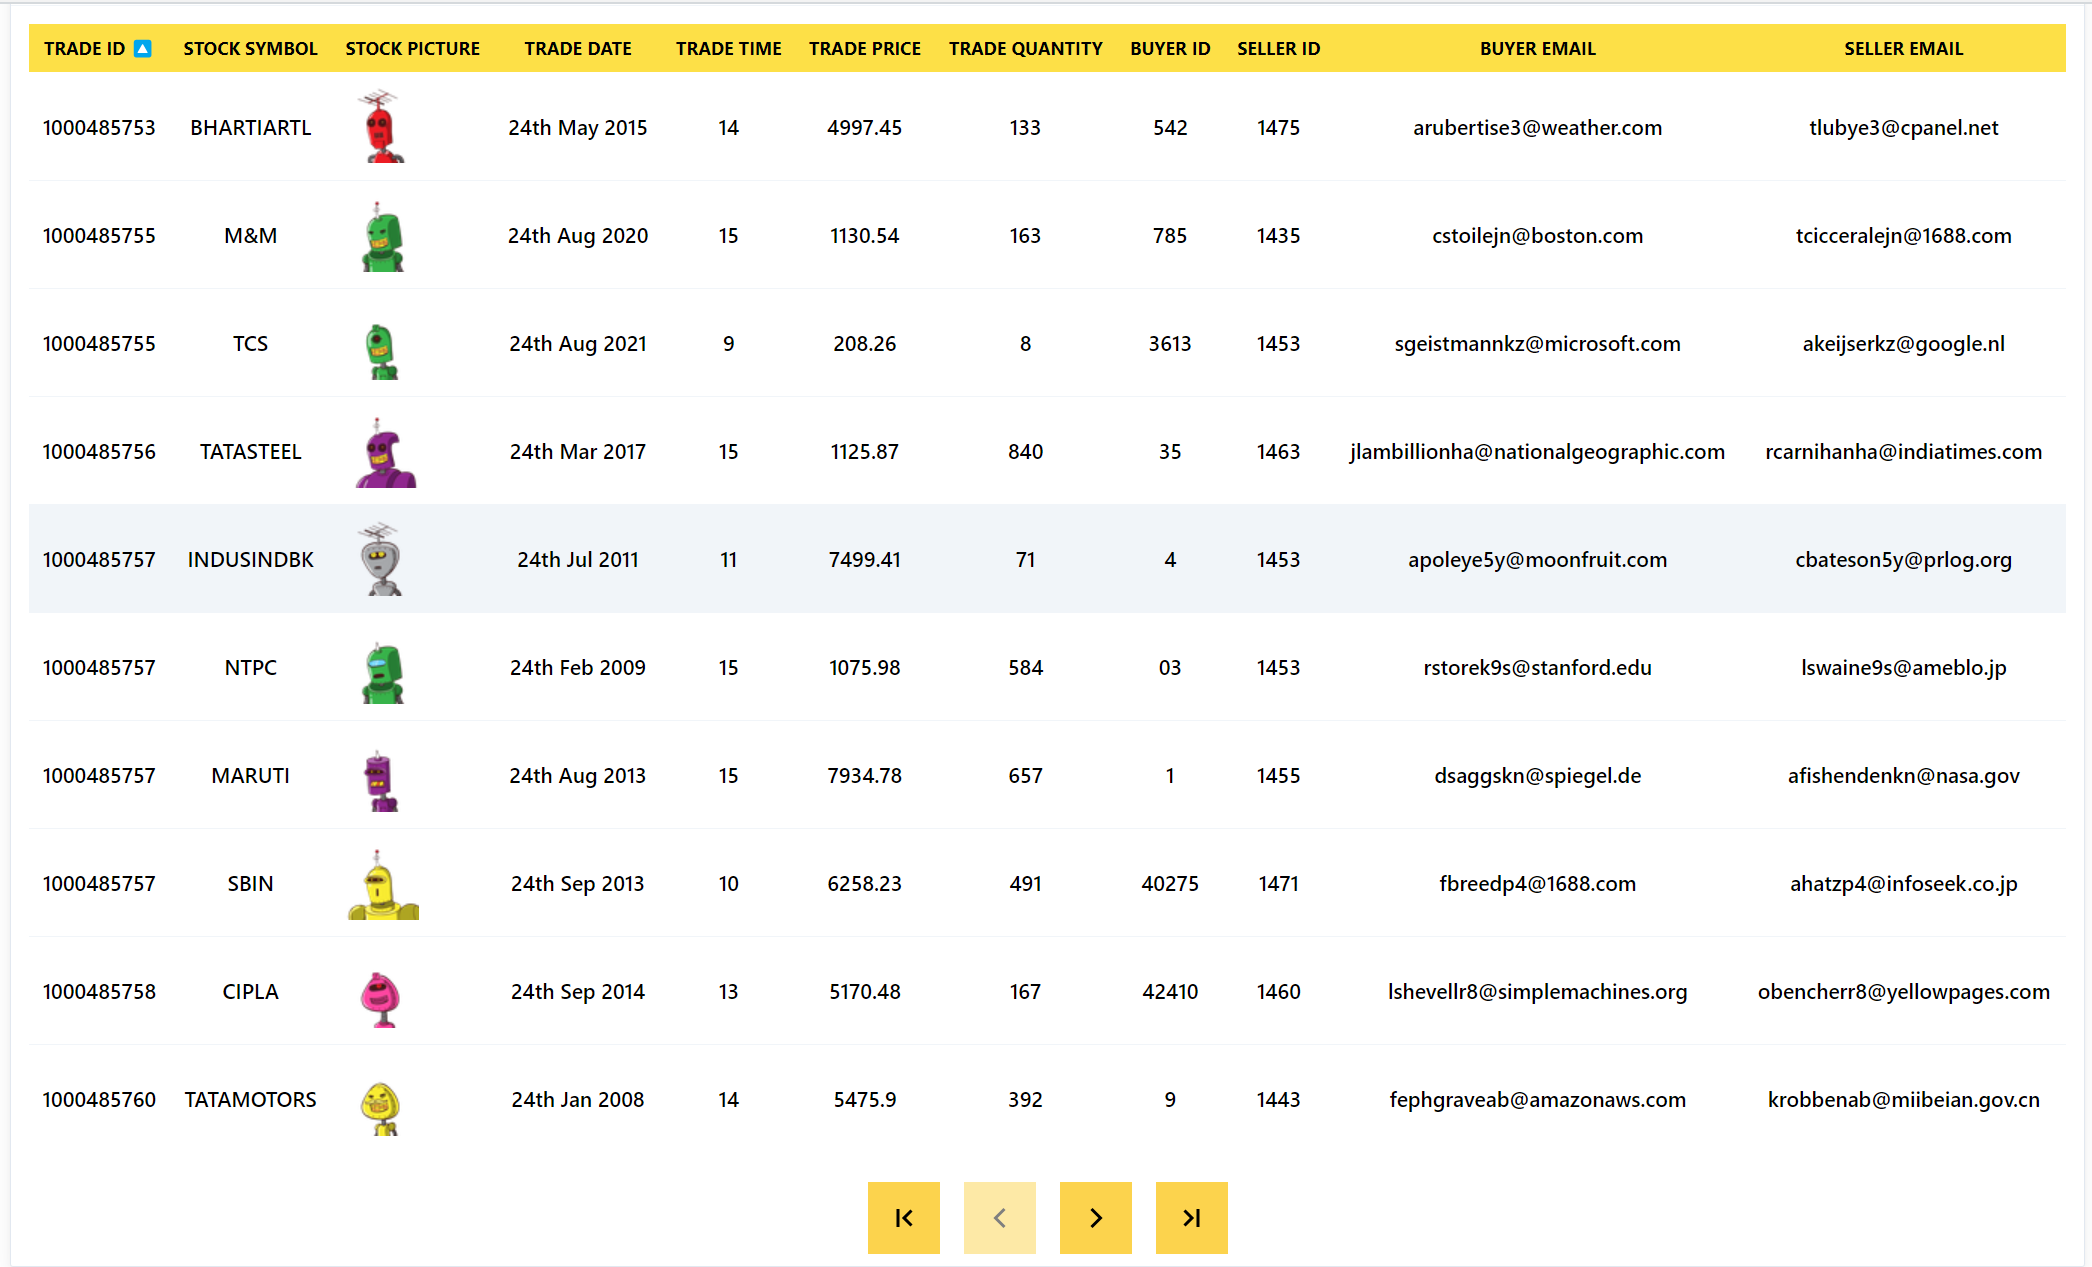 TRADE ID STOCK SYMBOL STOCK PICTURE TRADE DATE TRADE TIME TRADE PRICE TRADE QUANTITY BUYER ID SELLER ID BUYER EMAIL SELLER EMAIL
1000485753 BHARTIARTL 24th May 2015 14 4997.45 133 542 1475 arubertise3@weather.com tlubye3@cpanel.net
1000485755 M&M 24th Aug 2020 15 1130.54 163 785 1435 cstoilejn@boston.com tcicceralejn@1688.com
1000485755 TCS 24th Aug 2021 9 208.26 8 3613 1453 sgeistmannkz@microsoft.com akeijserkz@google.nl
1000485756 TATASTEEL 24th Mar 2017 15 1125.87 840 35 1463 jlambillionha@nationalgeographic.com rcarnihanha@indiatimes.com
1000485757 INDUSINDBK 24th Jul 2011 11 7499.41 71 4 1453 apoleye5y@moonfruit.com cbateson5y@prlog.org
1000485757 NTPC 24th Feb 2009 15 1075.98 584 03 1453 rstorek9s@stanford.edu lswaine9s@ameblo.jp
1000485757 MARUTI 24th Aug 2013 15 7934.78 657 1 1455 dsaggskn@spiegel.de afishendenkn@nasa.gov
1000485757 SBIN 24th Sep 2013 10 6258.23 491 40275 1471 fbreedp4@1688.com ahatzp4@infoseek.co.jp
1000485758 CIPLA 24th Sep 2014 13 5170.48 167 42410 1460 lshevellr8@simplemachines.org obencherr8@yellowpages.com
1000485760 TATAMOTORS 24th Jan 2008 14 5475.9 392 9 1443 fephgraveab@amazonaws.com krobbenab@miibeian.gov.cn